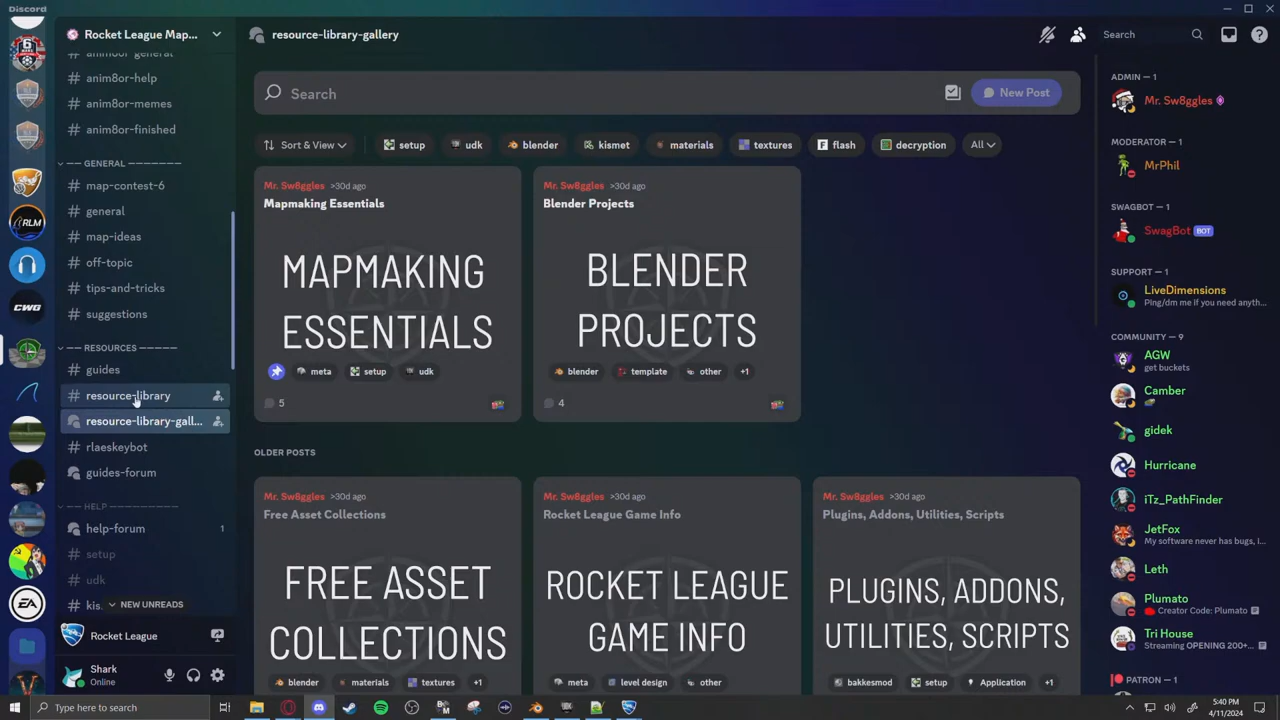 Discord
Rocket League Map...
anim8or-general
anim8or-help
anim8or-memes
anim8or-finished
GENERAL
map-contest-6
general
map-ideas
off-topic
tips-and-tricks
suggestions
RESOURCES
guides
resource-library
resource-library-gall...
rlaeskeybot
guides-forum
HELP
help-forum 1
setup
udk
kis
NEW UNREADS
Rocket League
Shark
Online
RLM
CWG
EA
resource-library-gallery
Search
Search
New Post
Sort & View
setup
udk
blender
kismet
materials
textures
flash
decryption
All
Mr. Sw8ggles >30d ago
Mapmaking Essentials
MAPMAKING
ESSENTIALS
meta setup udk
5
Mr. Sw8ggles >30d ago
Blender Projects
BLENDER
PROJECTS
blender template other +1
4
OLDER POSTS
Mr. Sw8ggles >30d ago
Free Asset Collections
FREE ASSET
COLLECTIONS
blender materials textures +1
Mr. Sw8ggles >30d ago
Rocket League Game Info
ROCKET LEAGUE
GAME INFO
meta level design other
Mr. Sw8ggles >30d ago
Plugins, Addons, Utilities, Scripts
PLUGINS, ADDONS,
UTILITIES, SCRIPTS
bakkesmod setup Application +1
ADMIN — 1
Mr. Sw8ggles
MODERATOR — 1
MrPhil
SWAGBOT — 1
SwagBot BOT
SUPPORT — 1
LiveDimensions
Ping/dm me if you need anyth...
COMMUNITY — 9
AGW
get buckets
Camber
gidek
Hurricane
iTz_PathFinder
JetFox
My software never has bugs, i...
Leth
Plumato
Creator Code: Plumato
Tri House
Streaming OPENING 200+...
PATRON — 1
Type here to search
5:40 PM
4/11/2024